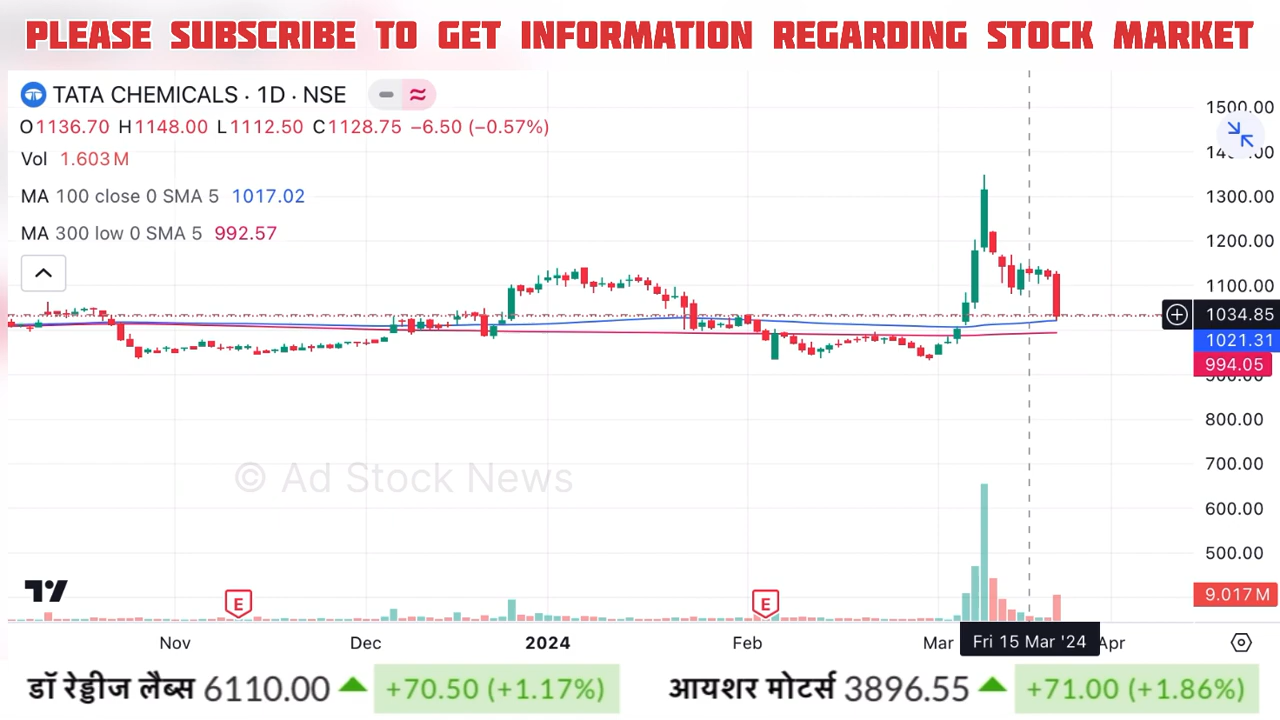 PLEASE SUBSCRIBE TO GET INFORMATION REGARDING STOCK MARKET
TATA CHEMICALS · 1D · NSE
O1136.70 H1148.00 L1112.50 C1128.75 −6.50 (−0.57%)
Vol 1.603 M
MA 100 close 0 SMA 5 1017.02
MA 300 low 0 SMA 5 992.57
1500.00
1300.00
1200.00
1100.00
1034.85
1021.31
994.05
800.00
700.00
600.00
500.00
9.017 M
© Ad Stock News
E E
Nov Dec 2024 Feb Mar Fri 15 Mar '24 Apr
डॉ रेड्डीज लैब्स 6110.00 +70.50 (+1.17%) आयशर मोटर्स 3896.55 +71.00 (+1.86%)